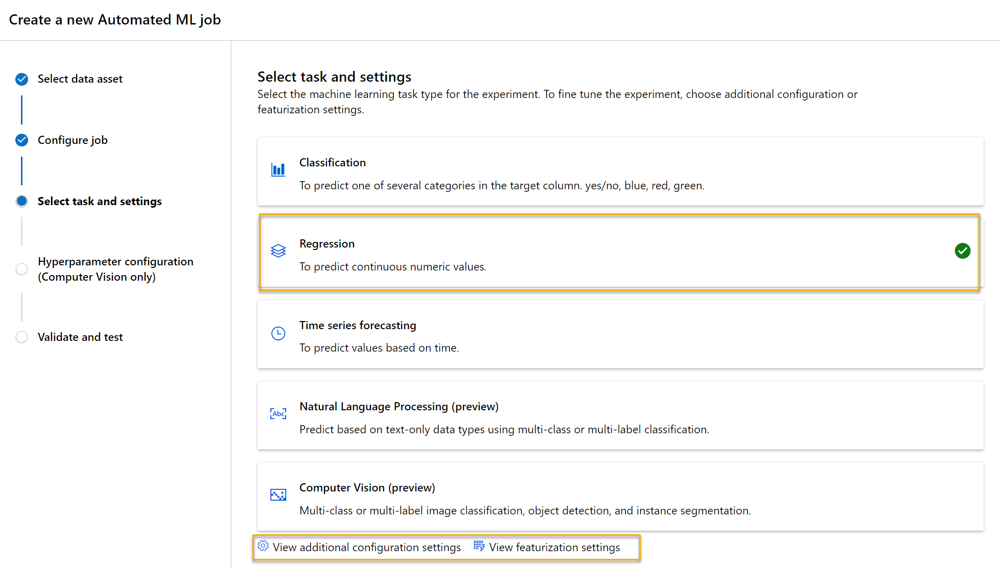 Create a new Automated ML job
Select data asset
Configure job
Select task and settings
Hyperparameter configuration
(Computer Vision only)
Validate and test
Select task and settings
Select the machine learning task type for the experiment. To fine tune the experiment, choose additional configuration or
featurization settings.
Classification
To predict one of several categories in the target column. yes/no, blue, red, green.
Regression
To predict continuous numeric values.
Time series forecasting
To predict values based on time.
Abc
Natural Language Processing (preview)
Predict based on text-only data types using multi-class or multi-label classification.
Computer Vision (preview)
Multi-class or multi-label image classification, object detection, and instance segmentation.
View additional configuration settings View featurization settings